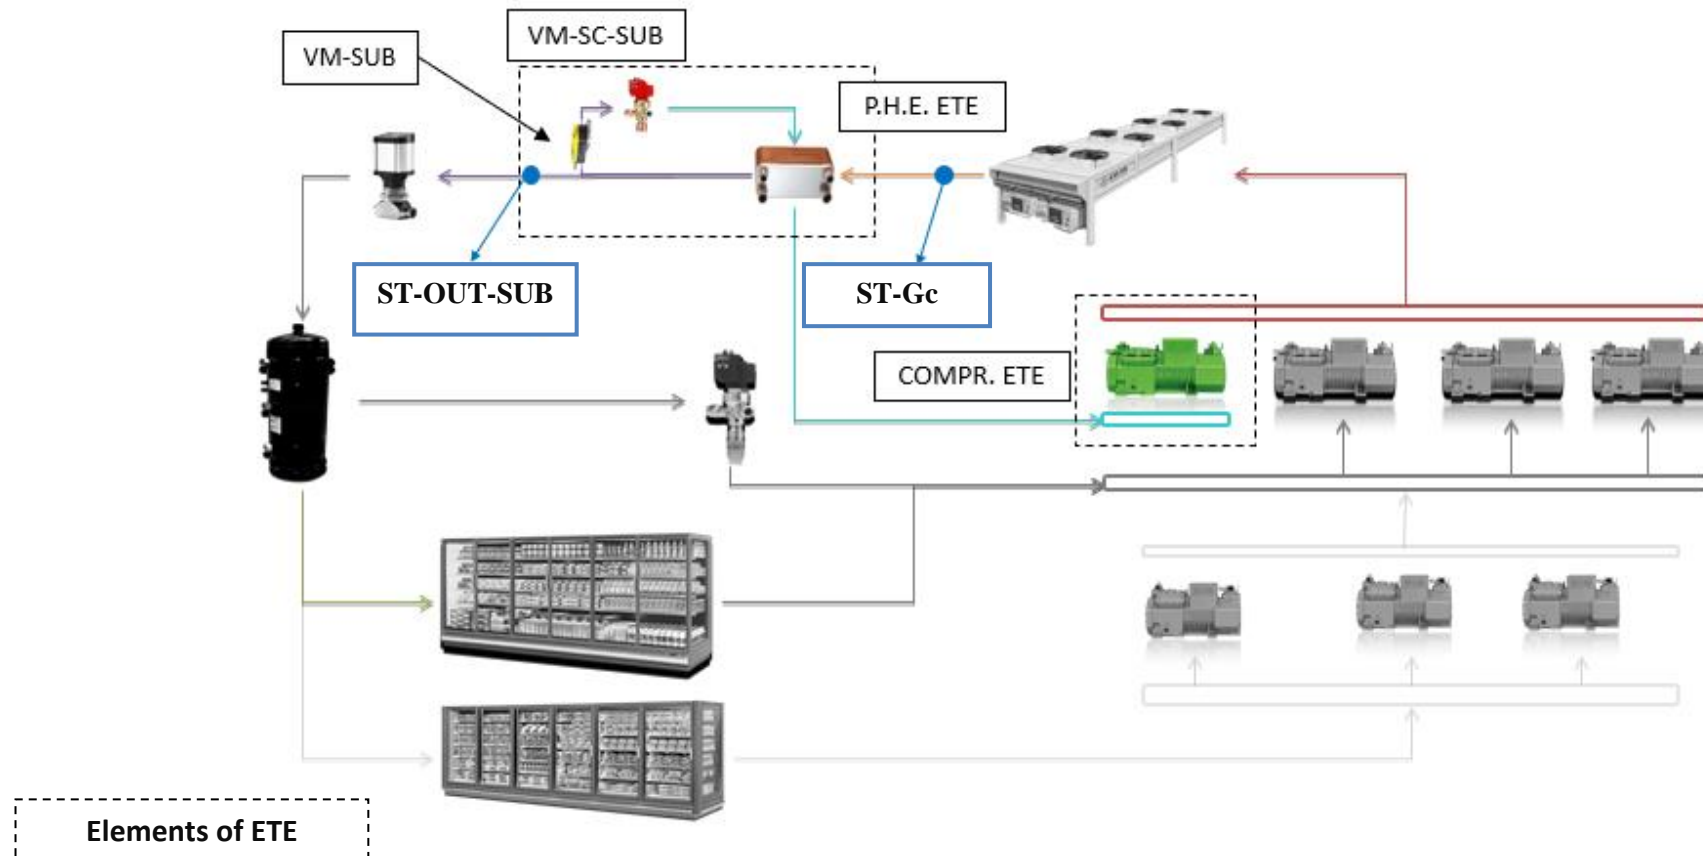 VM-SC-SUB
VM-SUB
P.H.E. ETE
ST-OUT-SUB
ST-Gc
COMPR. ETE
Elements of ETE